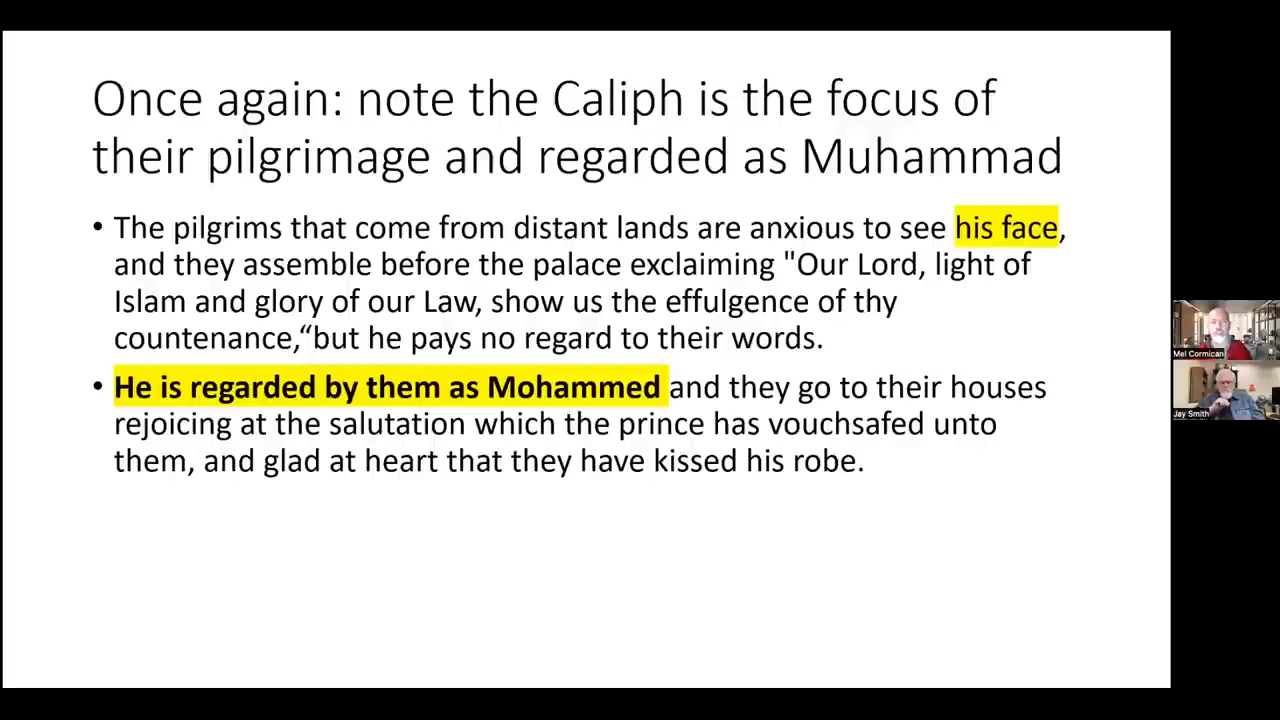 Once again: note the Caliph is the focus of
their pilgrimage and regarded as Muhammad
• The pilgrims that come from distant lands are anxious to see his face,
and they assemble before the palace exclaiming "Our Lord, light of
Islam and glory of our Law, show us the effulgence of thy
countenance,“but he pays no regard to their words.
• He is regarded by them as Mohammed and they go to their houses
rejoicing at the salutation which the prince has vouchsafed unto
them, and glad at heart that they have kissed his robe.
Mel Cormican
Jay Smith